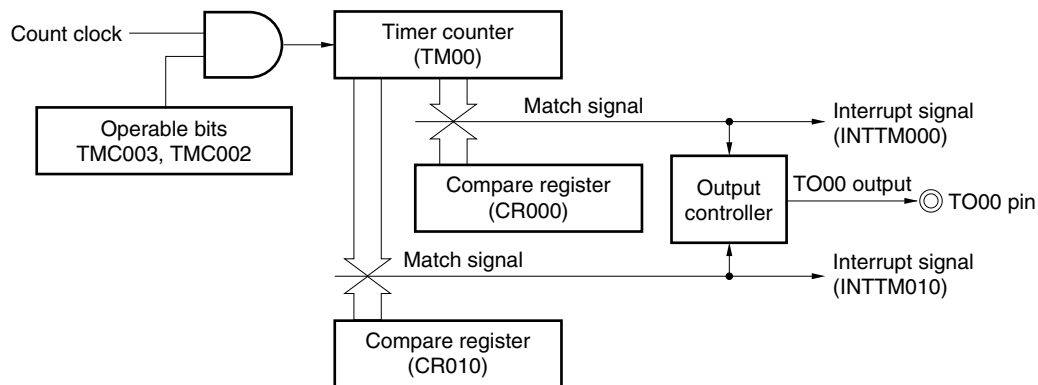 Count clock
Timer counter
(TM00)
Operable bits
TMC003, TMC002
Match signal
Interrupt signal
(INTTM000)
Compare register
(CR000)
Output
controller
TO00 output
TO00 pin
Match signal
Interrupt signal
(INTTM010)
Compare register
(CR010)